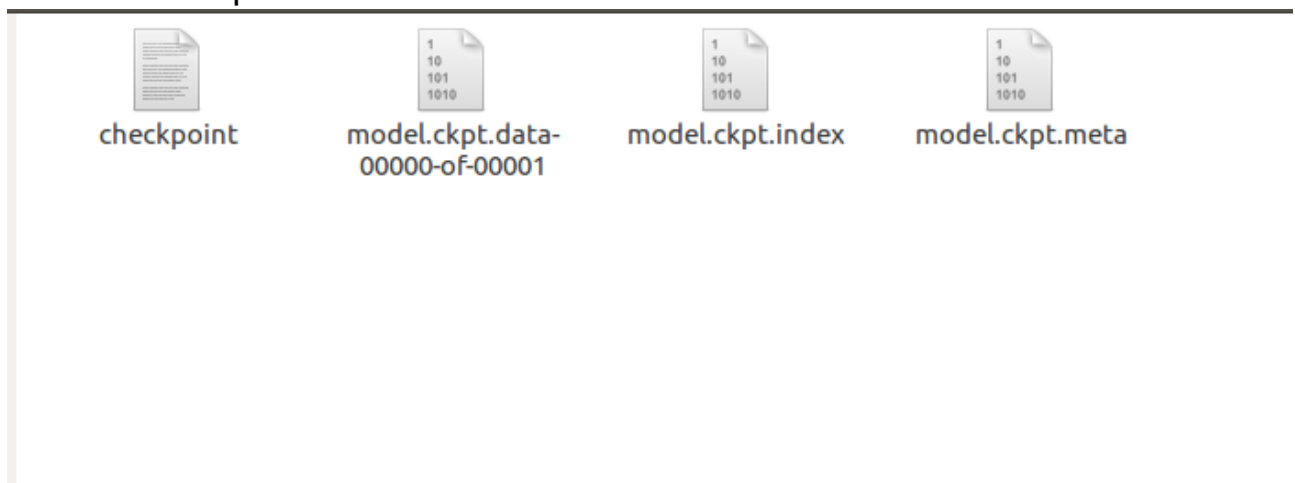 1
10
101
1010
1
10
101
1010
1
10
101
1010
checkpoint
model.ckpt.data-
00000-of-00001
model.ckpt.index
model.ckpt.meta